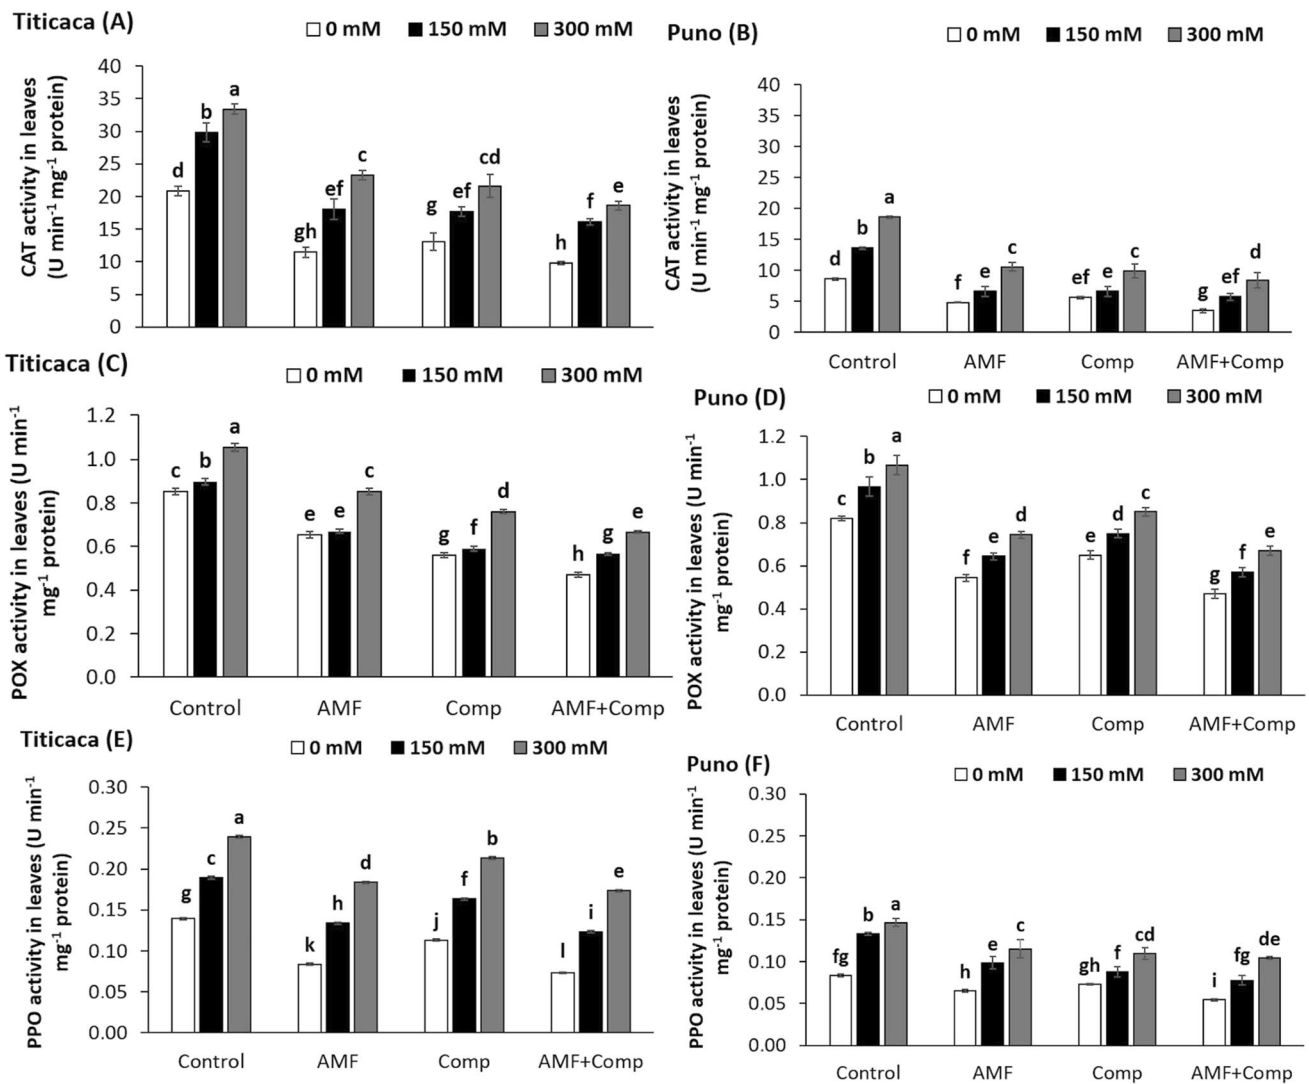 Titicaca (A)
0 mM 150 mM 300 mM
CAT activity in leaves
(U min-1 mg-1 protein)
40
35
30
25
20
15
10
5
0
d b a
gh ef c
g ef cd
h f e
Puno (B)
0 mM 150 mM 300 mM
CAT activity in leaves
(U min-1 mg-1 protein)
40
35
30
25
20
15
10
5
0
d b a
f e c
ef e c
g ef d
Control AMF Comp AMF+Comp
Titicaca (C)
0 mM 150 mM 300 mM
POX activity in leaves (U min-1
mg-1 protein)
1.2
1.0
0.8
0.6
0.4
0.2
0.0
c b a
e e c
g f d
h g e
Control AMF Comp AMF+Comp
Puno (D)
0 mM 150 mM 300 mM
POX activity in leaves (U min-1
mg-1 protein)
1.2
1.0
0.8
0.6
0.4
0.2
0.0
c b a
f e d
e d c
g f e
Control AMF Comp AMF+Comp
Titicaca (E)
0 mM 150 mM 300 mM
PPO activity in leaves (U min-1
mg-1 protein)
0.30
0.25
0.20
0.15
0.10
0.05
0.00
g c a
k h d
j f b
l i e
Control AMF Comp AMF+Comp
Puno (F)
0 mM 150 mM 300 mM
PPO activity in leaves (U min-1
mg-1 protein)
0.30
0.25
0.20
0.15
0.10
0.05
0.00
fg b a
h e c
gh f cd
i fg de
Control AMF Comp AMF+Comp